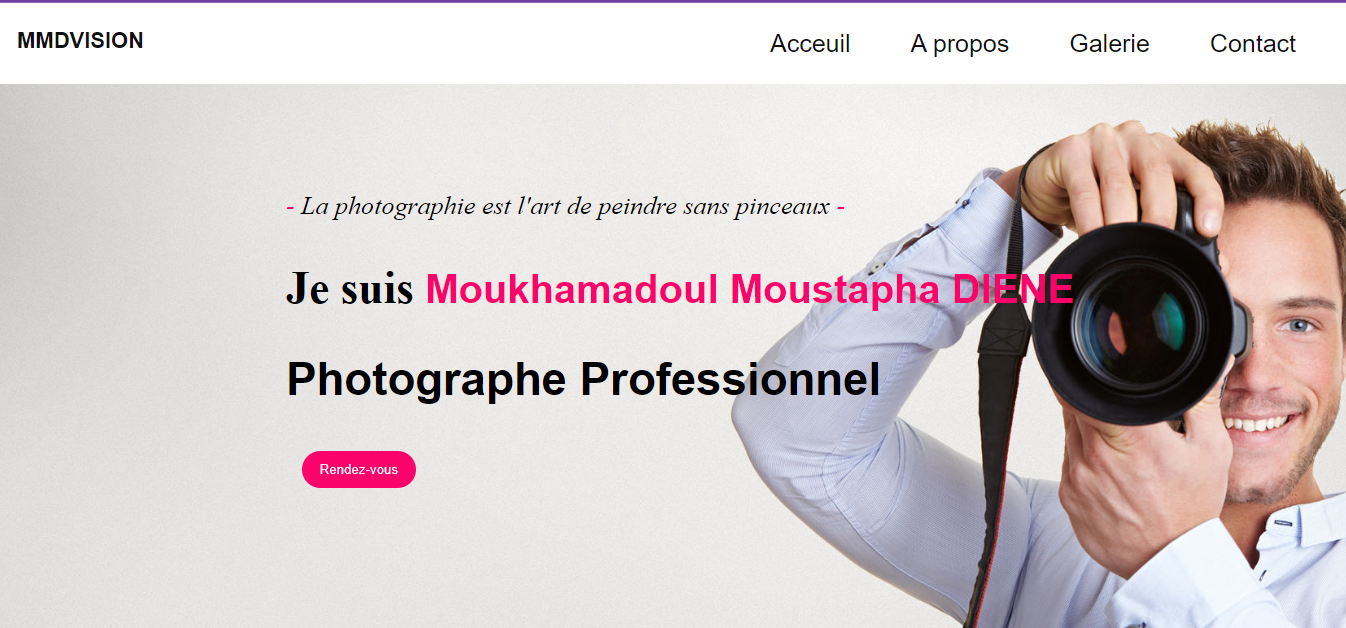 MMDVISION
Acceuil A propos Galerie Contact
- La photographie est l'art de peindre sans pinceaux -
Je suis Moukhamadoul Moustapha DIENE
Photographe Professionnel
Rendez-vous